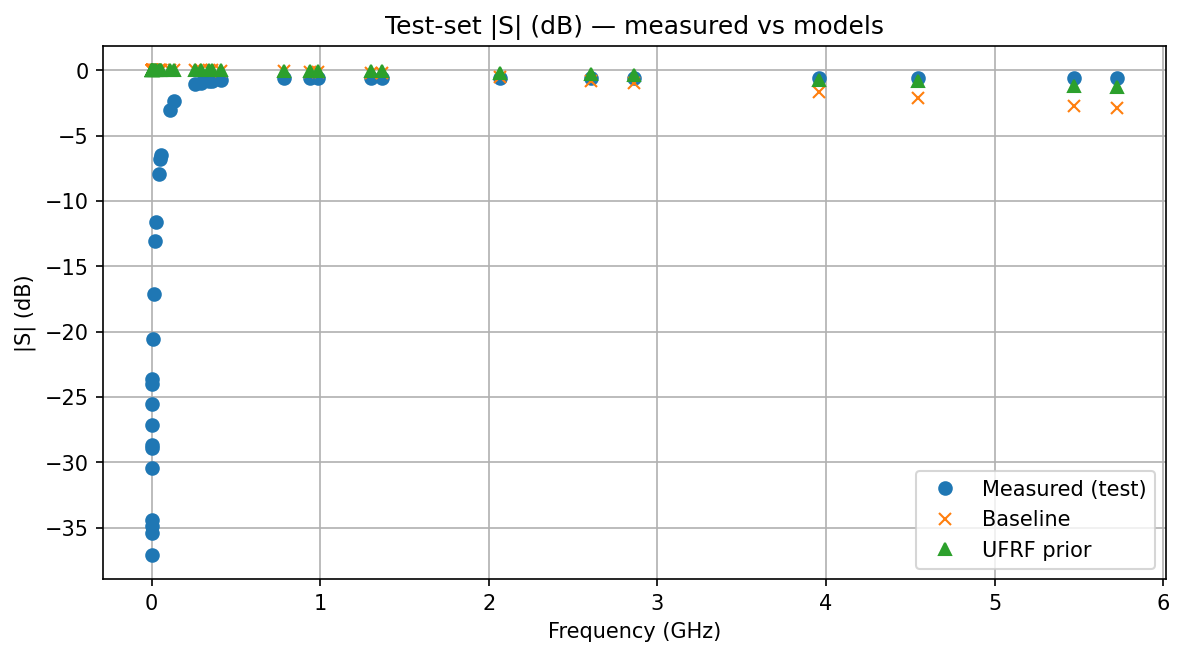 Test-set |S| (dB) — measured vs models
|S| (dB)
0
−5
−10
−15
−20
−25
−30
−35
0
1
2
3
4
5
6
Frequency (GHz)
Measured (test)
Baseline
UFRF prior